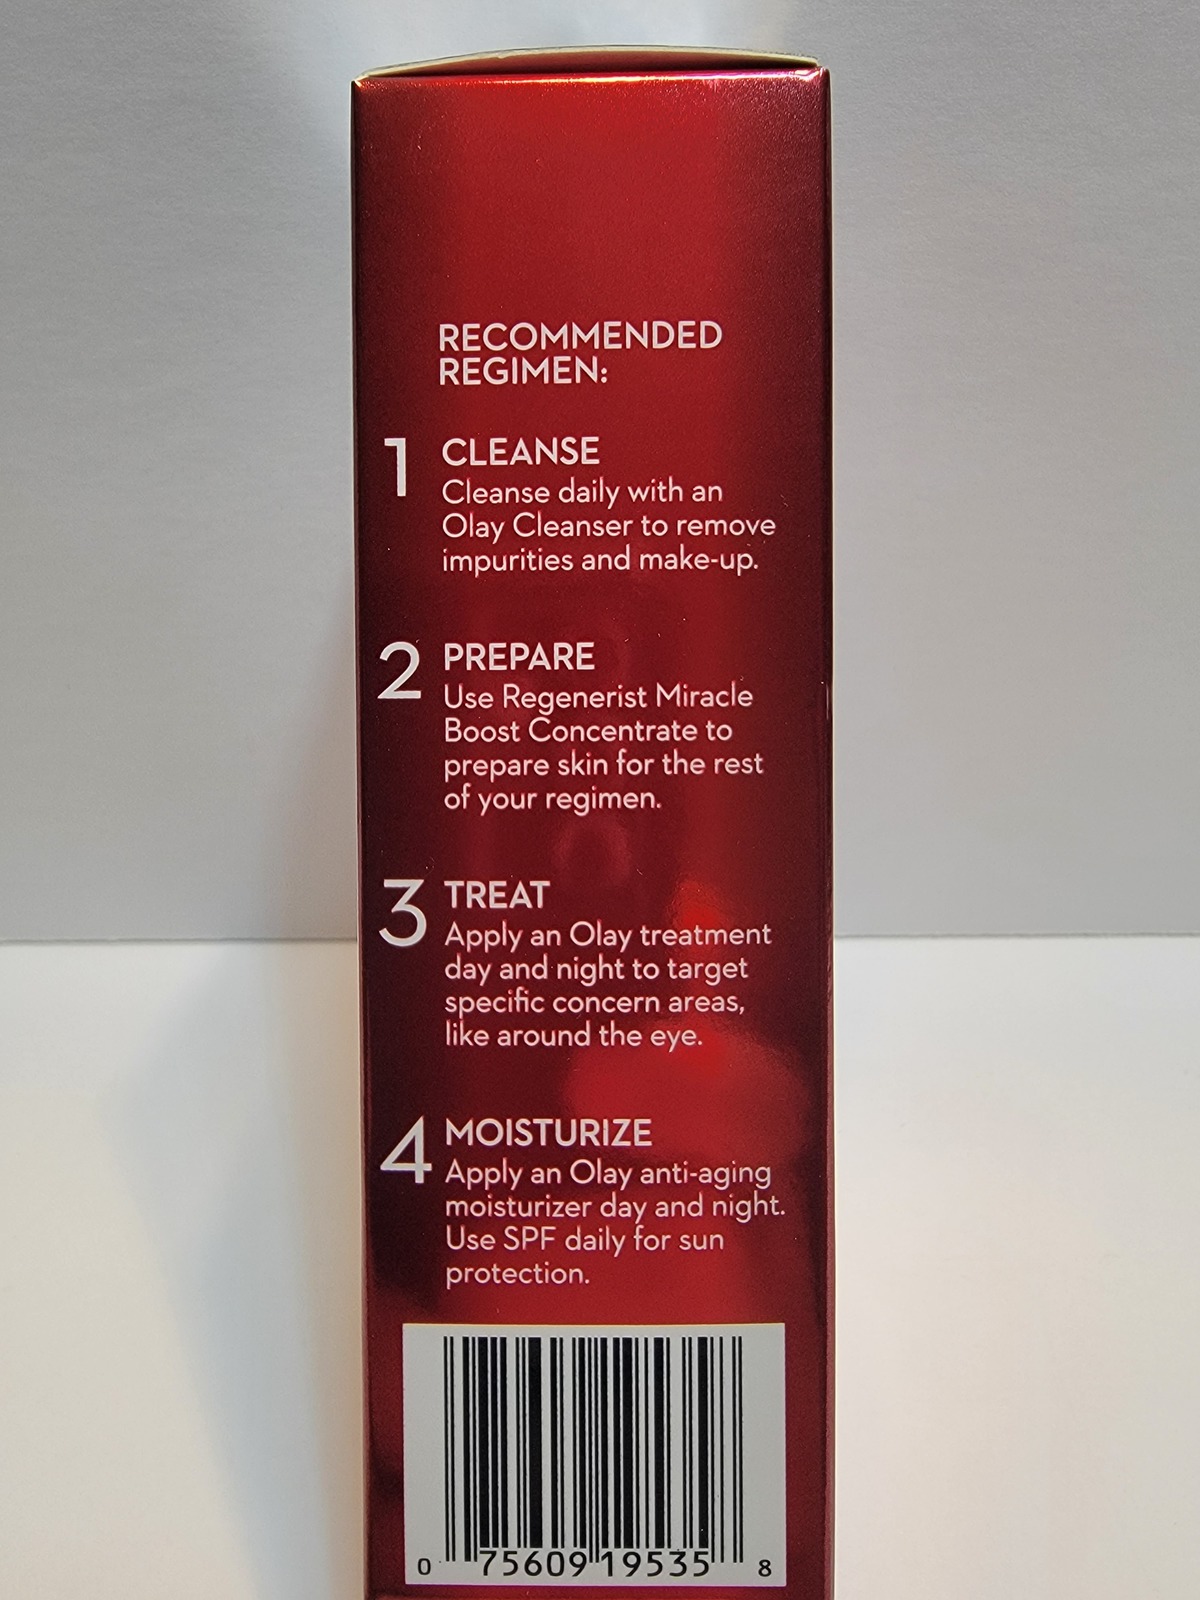 RECOMMENDED
REGIMEN:
1 CLEANSE
Cleanse daily with an
Olay Cleanser to remove
impurities and make-up.
2 PREPARE
Use Regenerist Miracle
Boost Concentrate to
prepare skin for the rest
of your regimen.
3 TREAT
Apply an Olay treatment
day and night to target
specific concern areas,
like around the eye.
4 MOISTURIZE
Apply an Olay anti-aging
moisturizer day and night.
Use SPF daily for sun
protection.
0 75609 19535 8